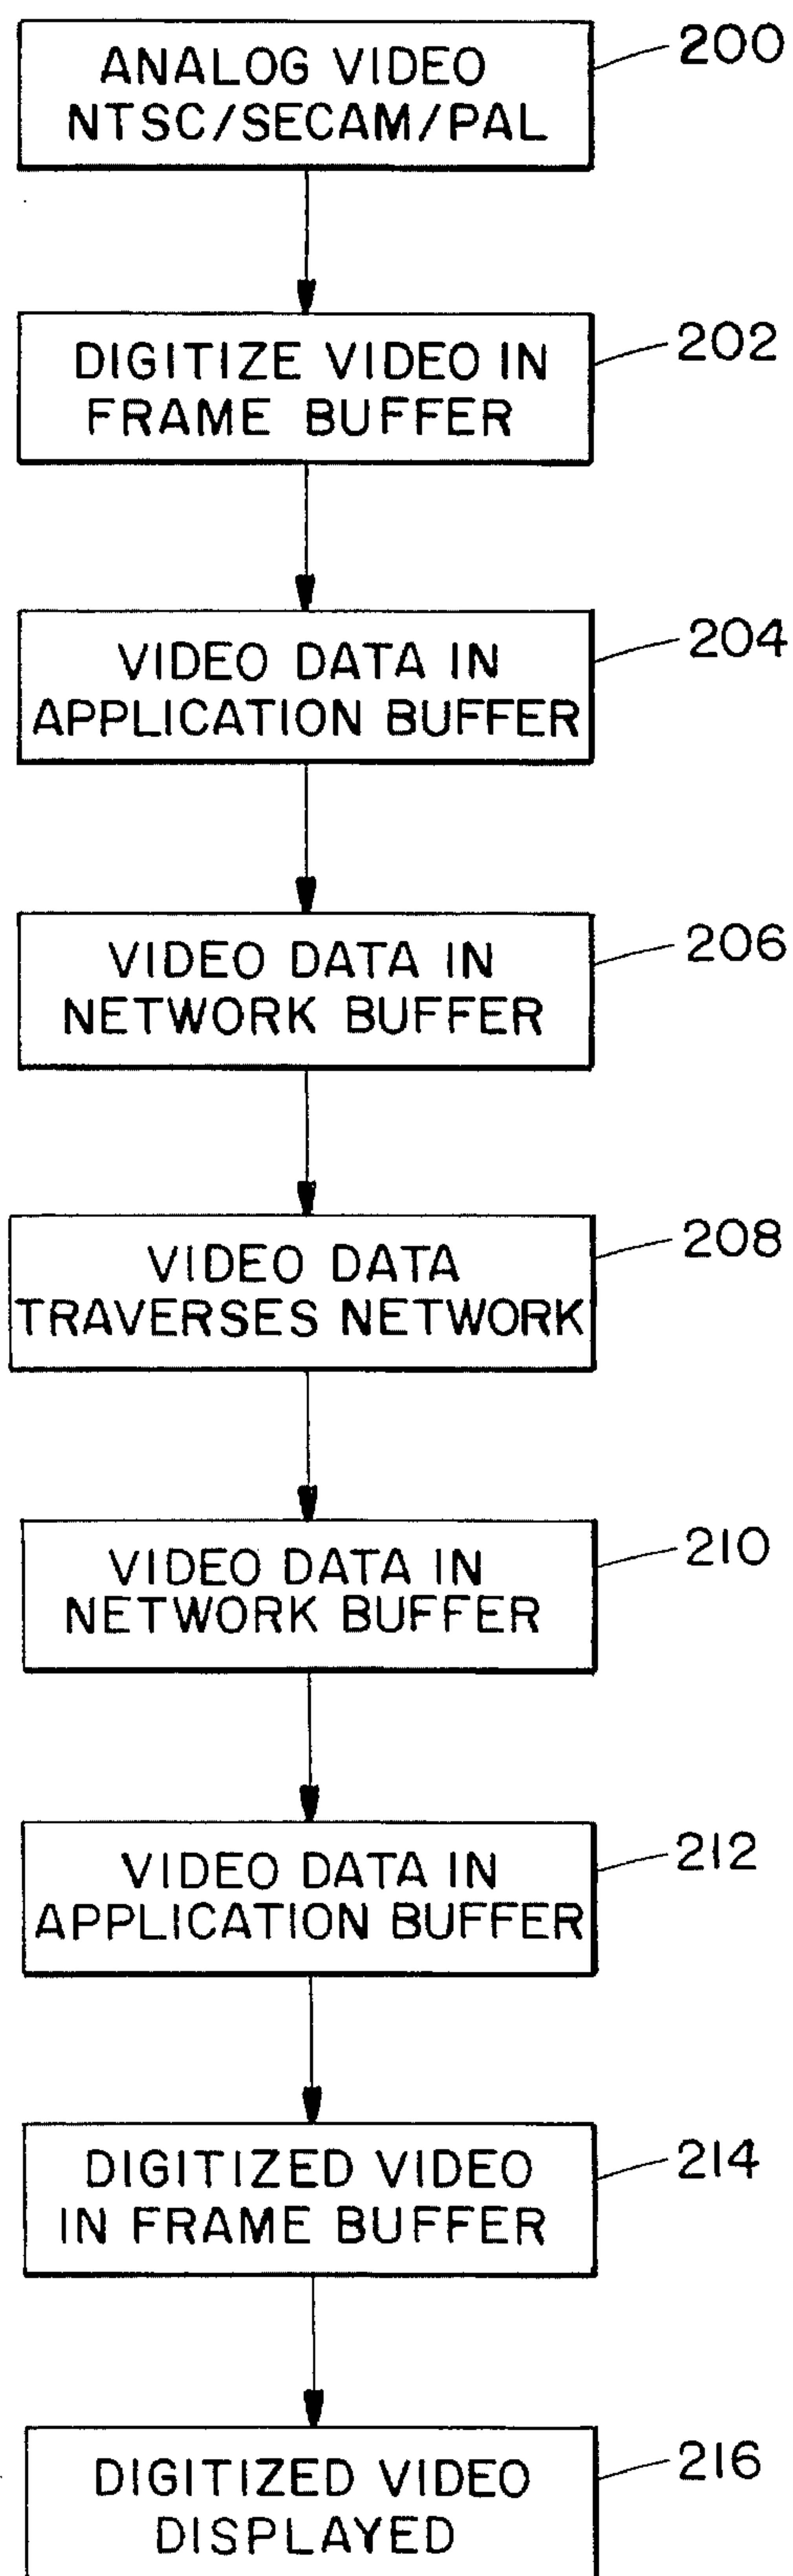 ANALOG VIDEO
NTSC/SECAM/PAL
200
DIGITIZE VIDEO IN
FRAME BUFFER
202
VIDEO DATA IN
APPLICATION BUFFER
204
VIDEO DATA IN
NETWORK BUFFER
206
VIDEO DATA
TRAVERSES NETWORK
208
VIDEO DATA IN
NETWORK BUFFER
210
VIDEO DATA IN
APPLICATION BUFFER
212
DIGITIZED VIDEO
IN FRAME BUFFER
214
DIGITIZED VIDEO
DISPLAYED
216